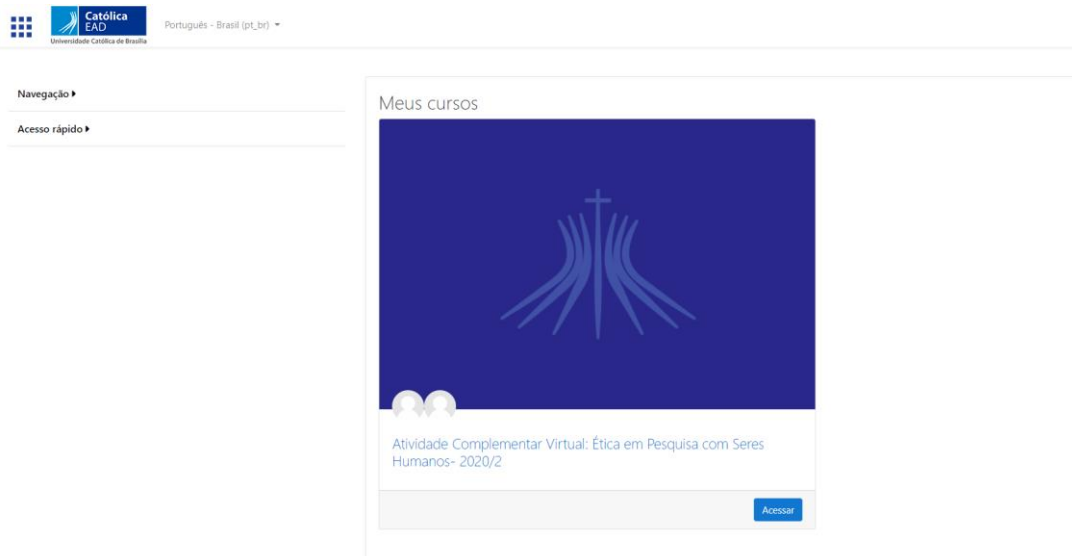 Católica
EAD
Universidade Católica de Brasília
Português - Brasil (pt_br)
Navegação
Acesso rápido
Meus cursos
Atividade Complementar Virtual: Ética em Pesquisa com Seres
Humanos- 2020/2
Acessar